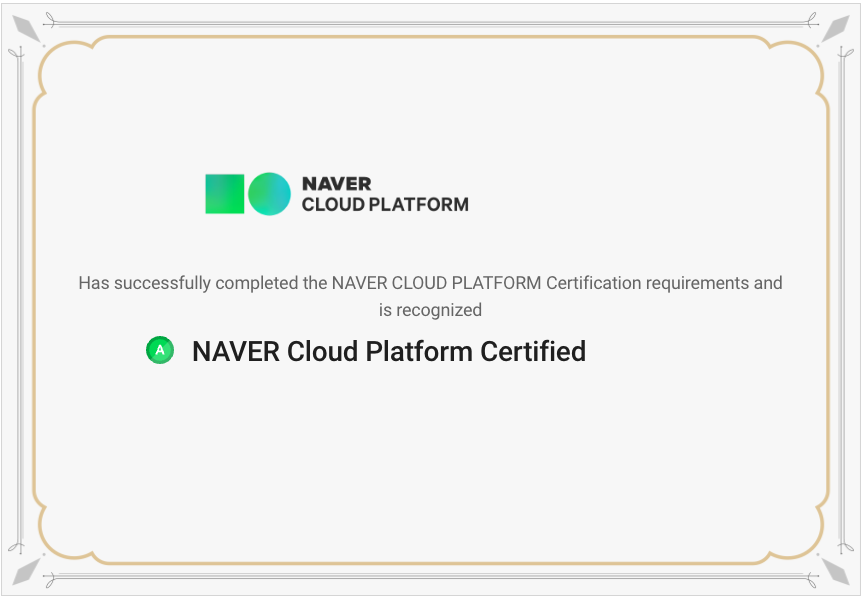 NAVER
CLOUD PLATFORM
Has successfully completed the NAVER CLOUD PLATFORM Certification requirements and
is recognized
A NAVER Cloud Platform Certified